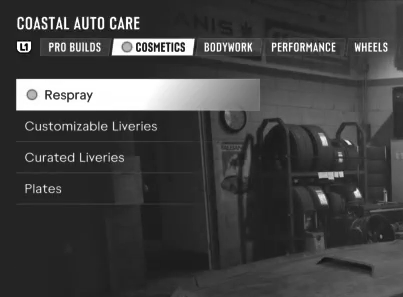 COASTAL AUTO CARE
L1 PRO BUILDS COSMETICS BODYWORK PERFORMANCE WHEELS
Respray
Customizable Liveries
Curated Liveries
Plates